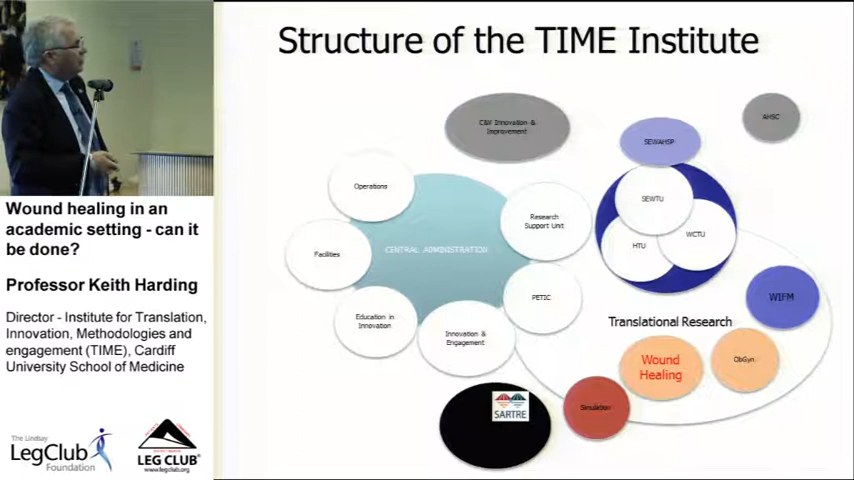 Structure of the TIME Institute
C&V Innovation &
Improvement
AHSC
SEWAHSP
Operations
SEWTU
Research
Support Unit
WCTU
HTU
CENTRAL ADMINISTRATION
Facilities
PETIC
WIFM
Education in
Innovation
Innovation &
Engagement
Translational Research
Wound
Healing
ObGyn
SARTRE
Simulation
Wound healing in an
academic setting - can it
be done?
Professor Keith Harding
Director - Institute for Translation,
Innovation, Methodologies and
engagement (TIME), Cardiff
University School of Medicine
The Lindsay
LegClub
Foundation
LEG CLUB®
www.legclub.org